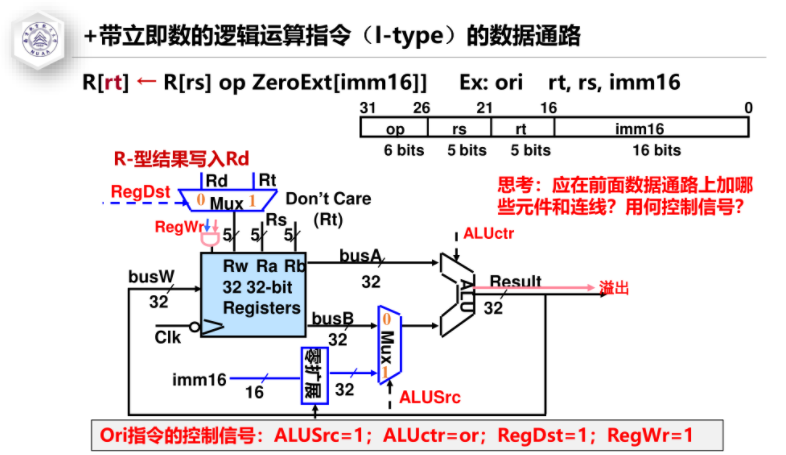 +带立即数的逻辑运算指令（I-type）的数据通路
R[rt] ← R[rs] op ZeroExt[imm16]] Ex: ori rt, rs, imm16
31 26 21 16 0
op rs rt imm16
6 bits 5 bits 5 bits 16 bits
R-型结果写入Rd
思考：应在前面数据通路上加哪
些元件和连线？用何控制信号？
RegDst
Rd Rt
0 Mux 1
Don't Care
(Rt)
RegWr
5 5 5
Rs
ALUctr
busW
32
Rw Ra Rb
32 32-bit
Registers
Clk
busA
32
busB
32
0
Mux
1
ALU
Result
32
溢出
imm16
16
零扩展
32
ALUSrc
Ori指令的控制信号：ALUSrc=1；ALUctr=or；RegDst=1；RegWr=1